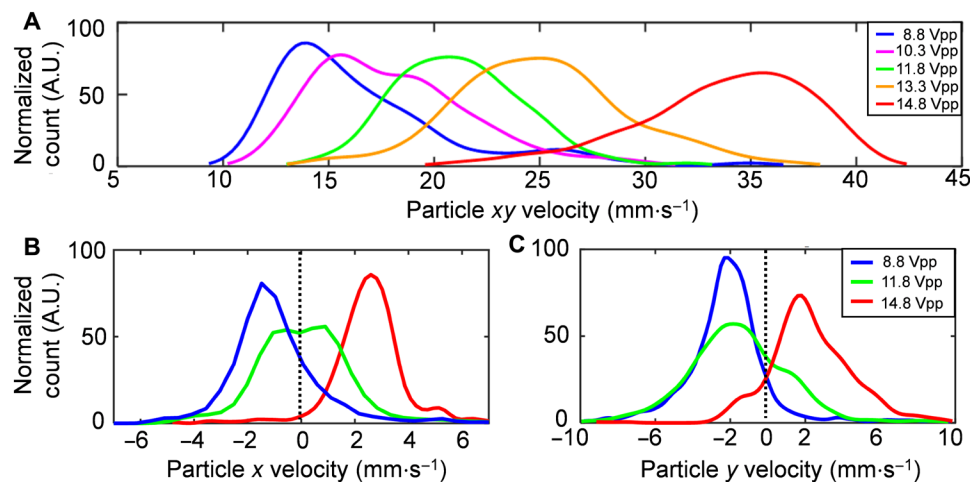 A
100
50
0
Normalized
count (A.U.)
5 10 15 20 25 30 35 40 45
Particle xy velocity (mm·s⁻¹)
8.8 Vpp
10.3 Vpp
11.8 Vpp
13.3 Vpp
14.8 Vpp
B
100
50
0
Normalized
count (A.U.)
−6 −4 −2 0 2 4 6
Particle x velocity (mm·s⁻¹)
C
100
50
0
-10 −6 −2 0 2 6 10
Particle y velocity (mm·s⁻¹)
8.8 Vpp
11.8 Vpp
14.8 Vpp